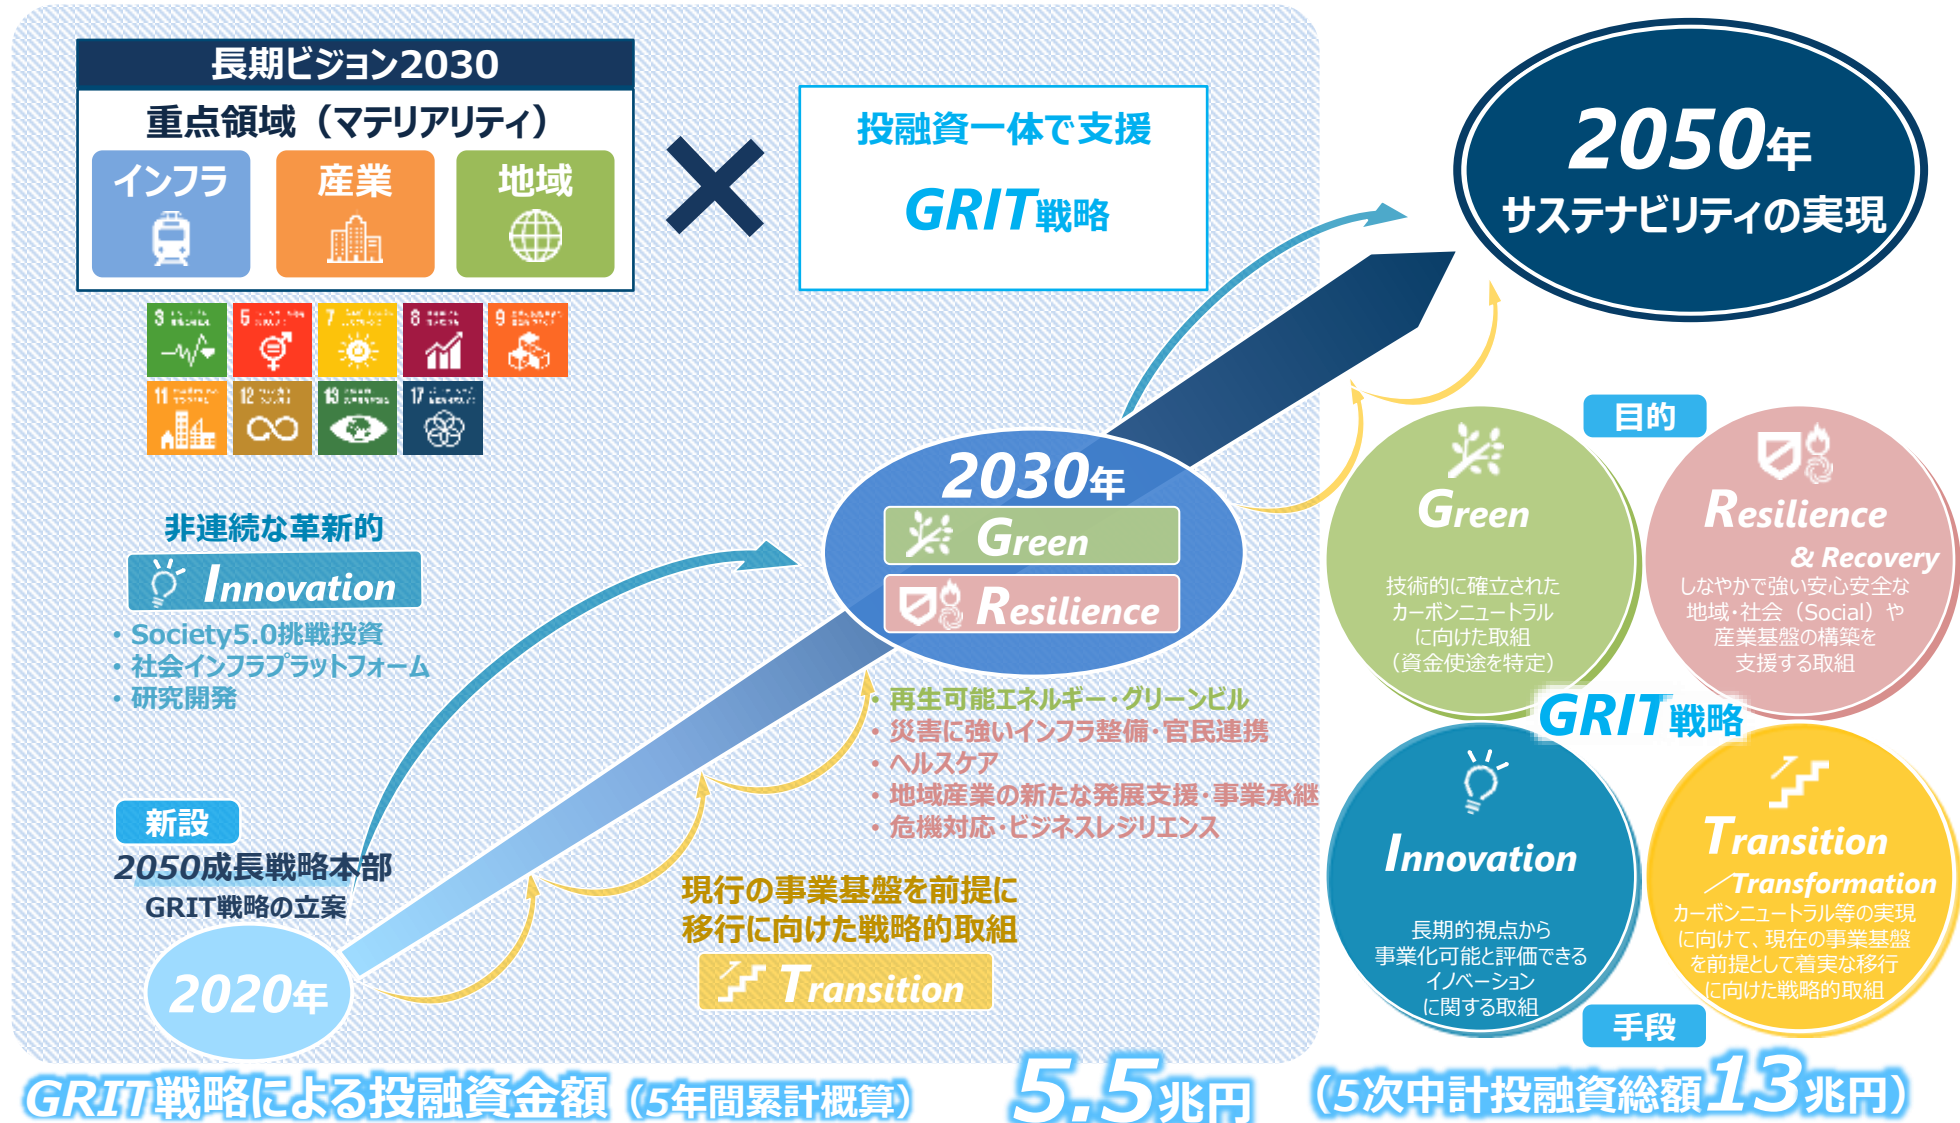 長期ビジョン2030
重点領域（マテリアリティ）
インフラ
産業
地域
投融資一体で支援
GRIT戦略
3
5
7
8
9
11
12
13
17
2050年
サステナビリティの実現
2030年
Green
Resilience
非連続な革新的
Innovation
・Society5.0挑戦投資
・社会インフラプラットフォーム
・研究開発
・再生可能エネルギー・グリーンビル
・災害に強いインフラ整備・官民連携
・ヘルスケア
・地域産業の新たな発展支援・事業承継
・危機対応・ビジネスレジリエンス
新設
2050成長戦略本部
GRIT戦略の立案
2020年
現行の事業基盤を前提に
移行に向けた戦略的取組
Transition
目的
Green
技術的に確立された
カーボンニュートラル
に向けた取組
（資金使途を特定）
Resilience
& Recovery
しなやかで強い安心安全な
地域・社会（Social）や
産業基盤の構築を
支援する取組
GRIT戦略
Innovation
長期的視点から
事業化可能と評価できる
イノベーション
に関する取組
Transition
／Transformation
カーボンニュートラル等の実現
に向けて、現在の事業基盤
を前提として着実な移行
に向けた戦略的取組
手段
GRIT戦略による投融資金額（5年間累計概算）　5.5兆円　（5次中計投融資総額13兆円）